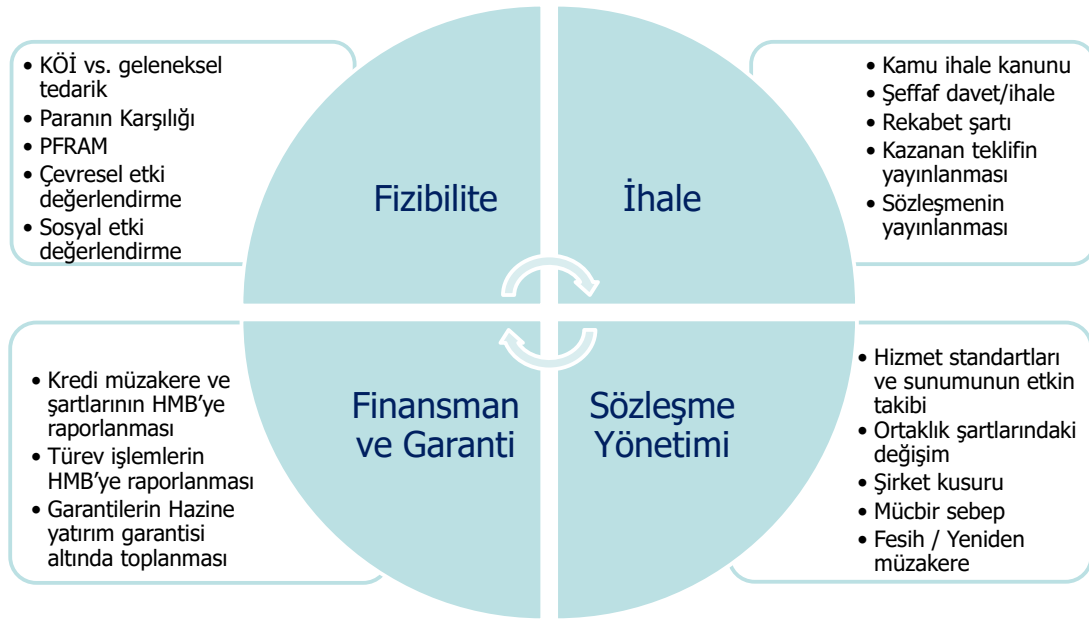 • KÖİ vs. geleneksel
tedarik
• Paranın Karşılığı
• PFRAM
• Çevresel etki
değerlendirme
• Sosyal etki
değerlendirme
Fizibilite
İhale
• Kamu ihale kanunu
• Şeffaf davet/ihale
• Rekabet şartı
• Kazanan teklifin
yayınlanması
• Sözleşmenin
yayınlanması
• Kredi müzakere ve
şartlarının HMB’ye
raporlanması
• Türev işlemlerin
HMB’ye raporlanması
• Garantilerin Hazine
yatırım garantisi
altında toplanması
Finansman
ve Garanti
Sözleşme
Yönetimi
• Hizmet standartları
ve sunumunun etkin
takibi
• Ortaklık şartlarındaki
değişim
• Şirket kusuru
• Mücbir sebep
• Fesih / Yeniden
müzakere